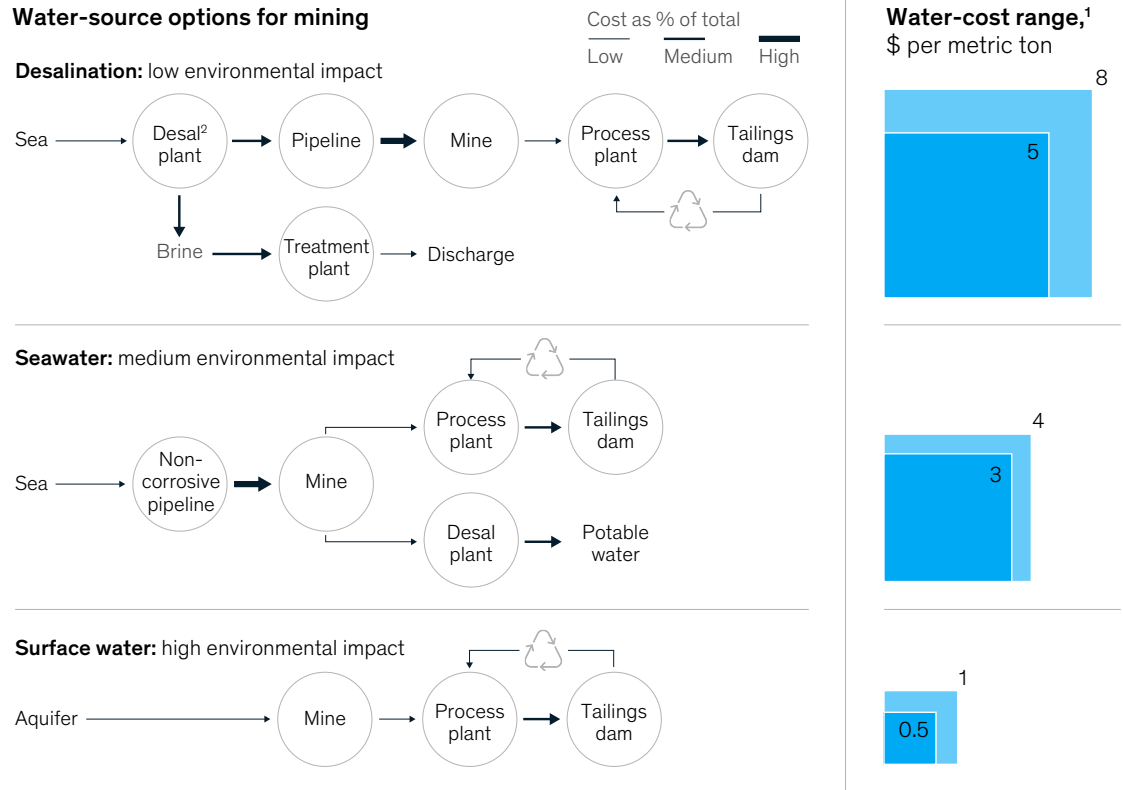 Water-source options for mining
Cost as % of total
Low Medium High
Water-cost range,¹
$ per metric ton
Desalination: low environmental impact
Sea
Desal²
plant
Pipeline
Mine
Process
plant
Tailings
dam
Brine
Treatment
plant
Discharge
8
5
Seawater: medium environmental impact
Sea
Non-
corrosive
pipeline
Mine
Process
plant
Tailings
dam
Desal
plant
Potable
water
4
3
Surface water: high environmental impact
Aquifer
Mine
Process
plant
Tailings
dam
1
0.5